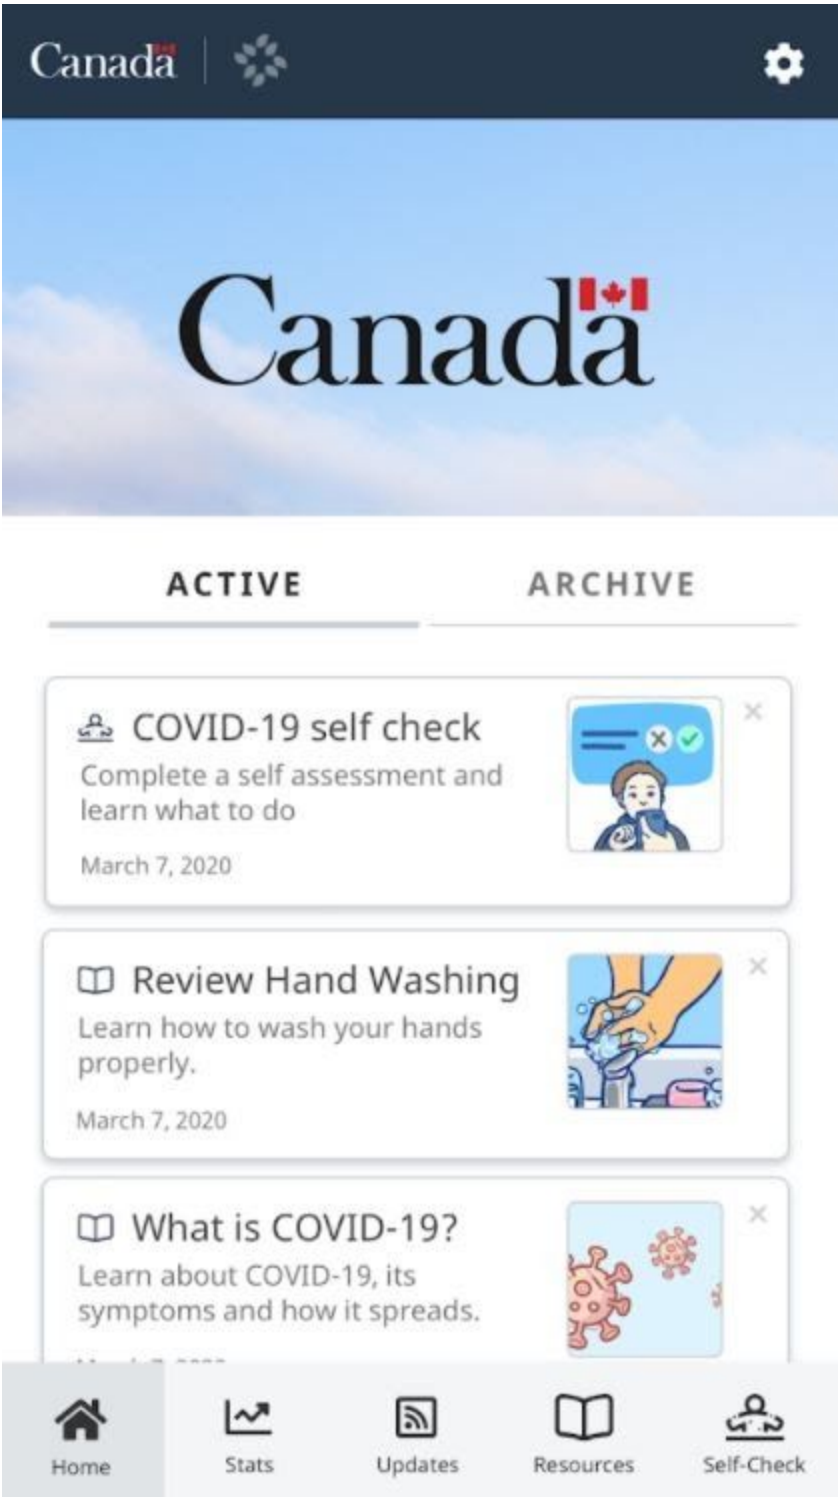 Canada
Canada
ACTIVE ARCHIVE
COVID-19 self check
Complete a self assessment and
learn what to do
March 7, 2020
Review Hand Washing
Learn how to wash your hands
properly.
March 7, 2020
What is COVID-19?
Learn about COVID-19, its
symptoms and how it spreads.
Home Stats Updates Resources Self-Check